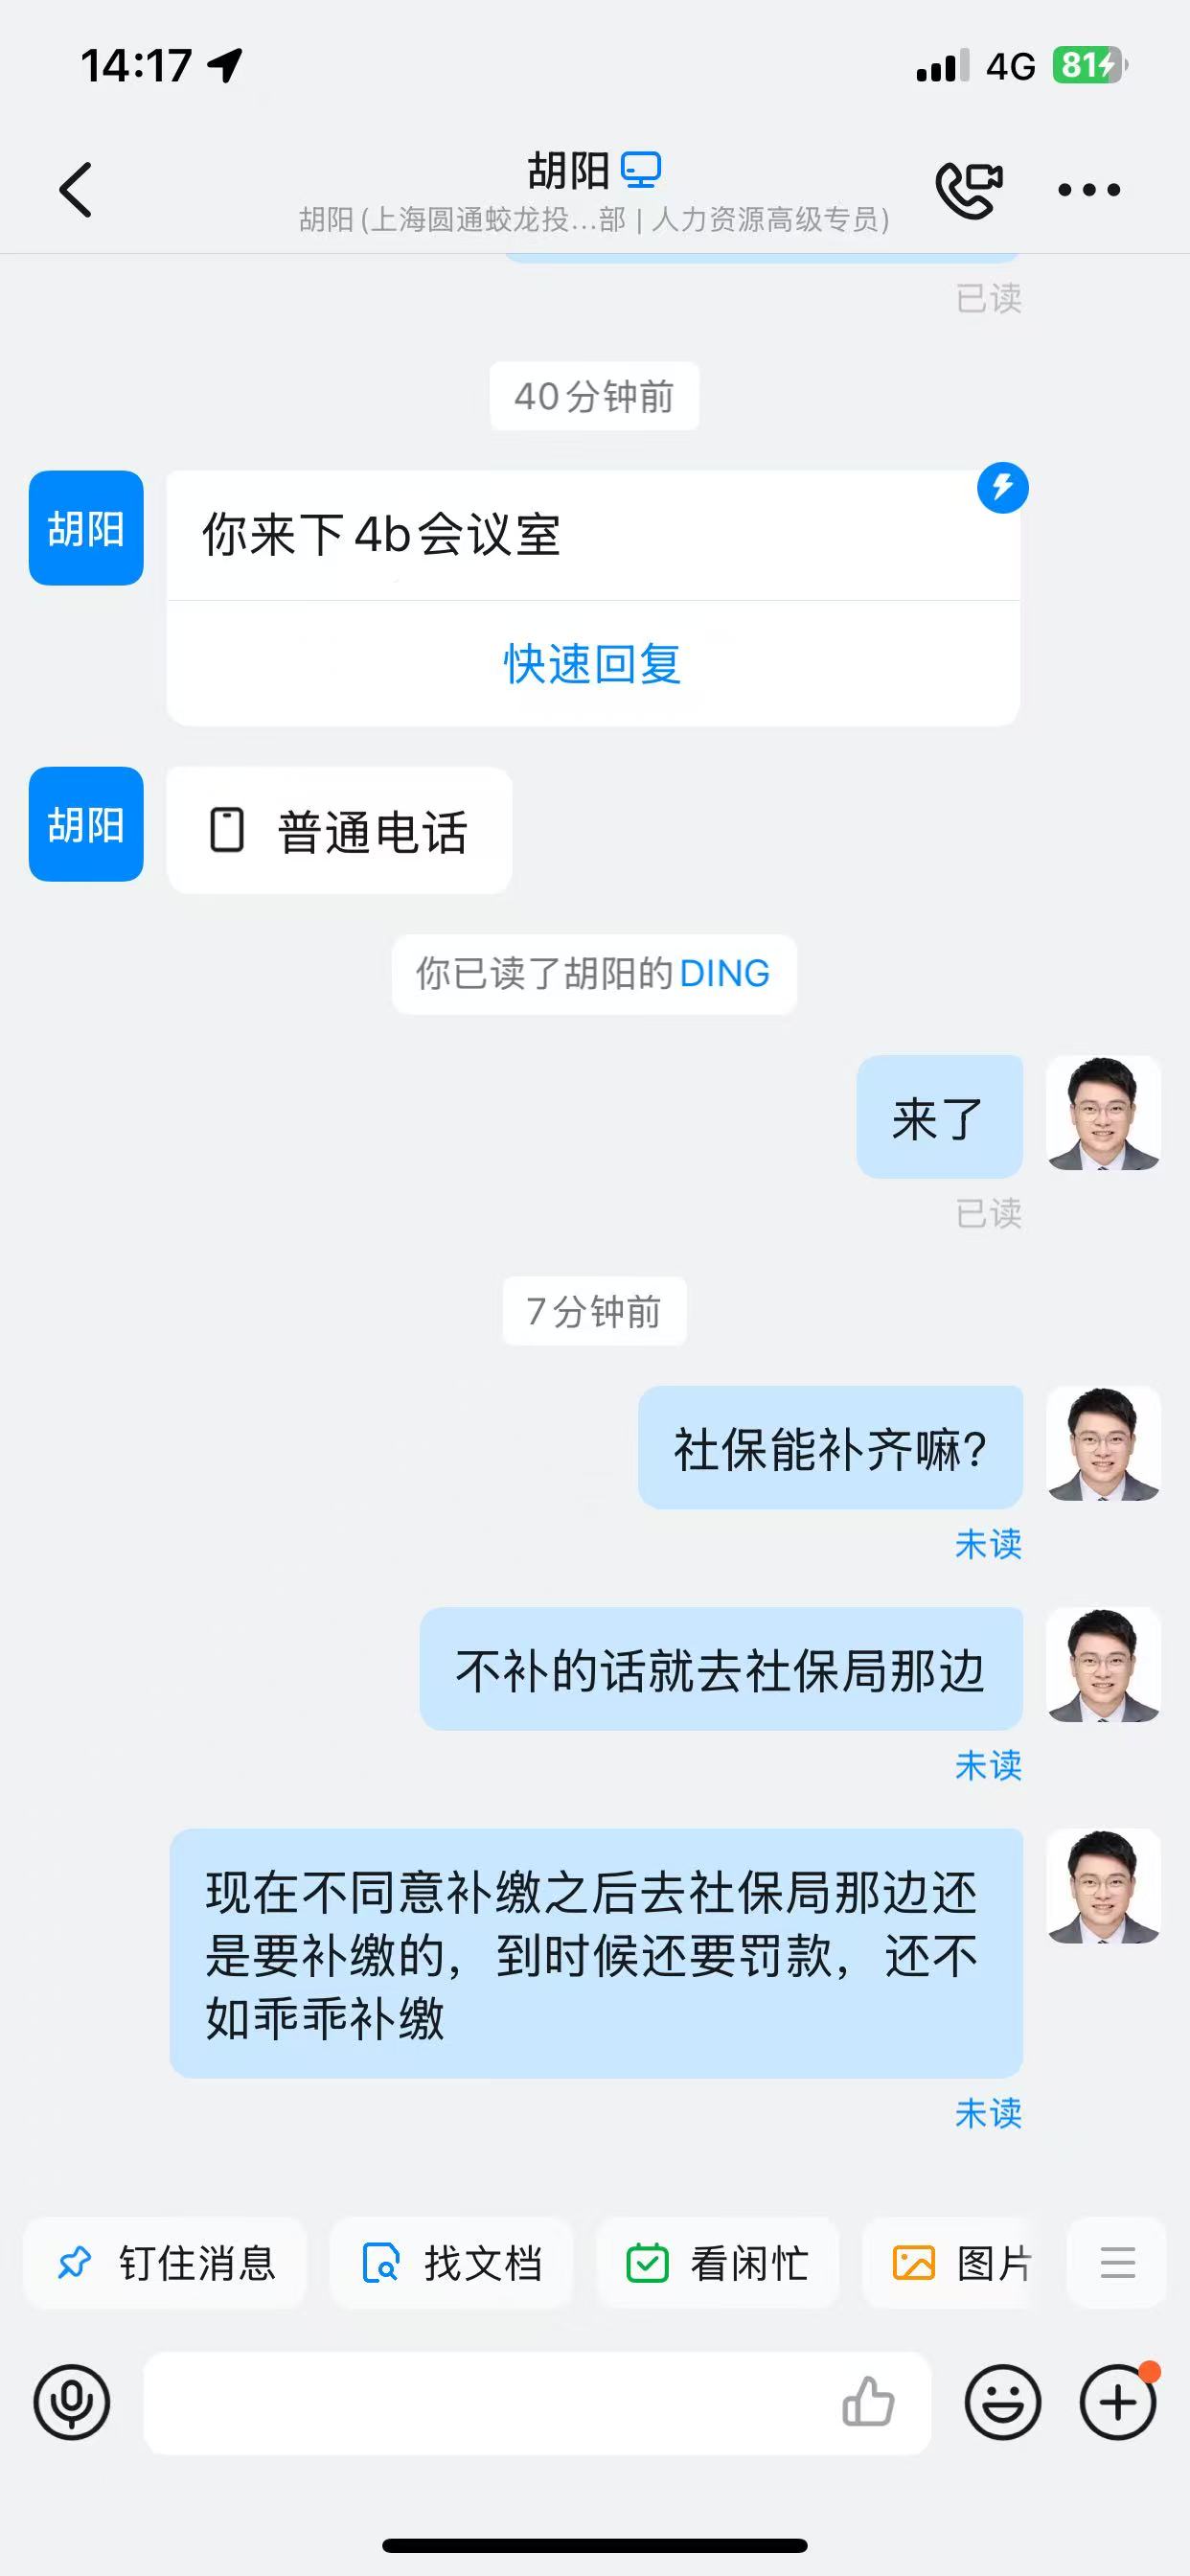 14:17
4G
81
胡阳
胡阳(上海圆通蛟龙投...部 | 人力资源高级专员)
已读
40分钟前
胡阳
你来下4b会议室
快速回复
胡阳
普通电话
你已读了胡阳的DING
来了
已读
7分钟前
社保能补齐嘛?
未读
不补的话就去社保局那边
未读
现在不同意补缴之后去社保局那边还
是要补缴的，到时候还要罚款，还不
如乖乖补缴
未读
钉住消息
找文档
看闲忙
图片